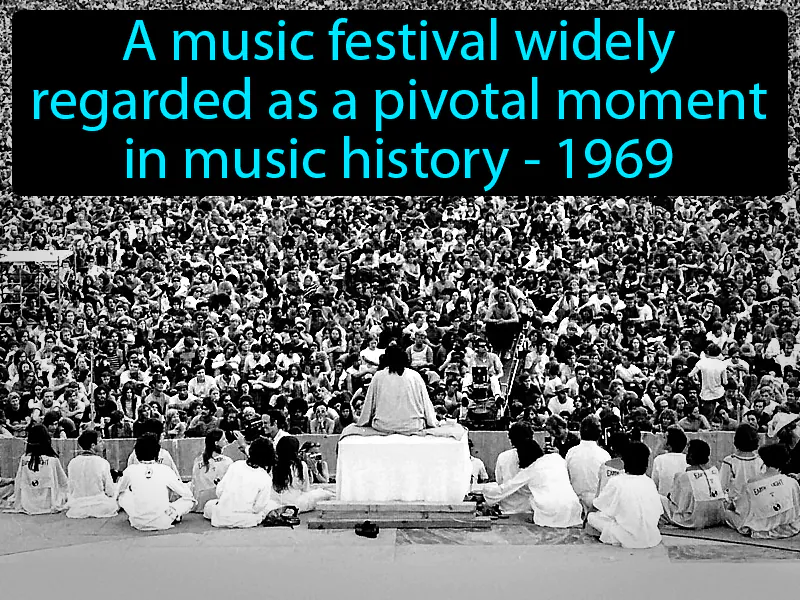 A music festival widely
regarded as a pivotal moment
in music history - 1969